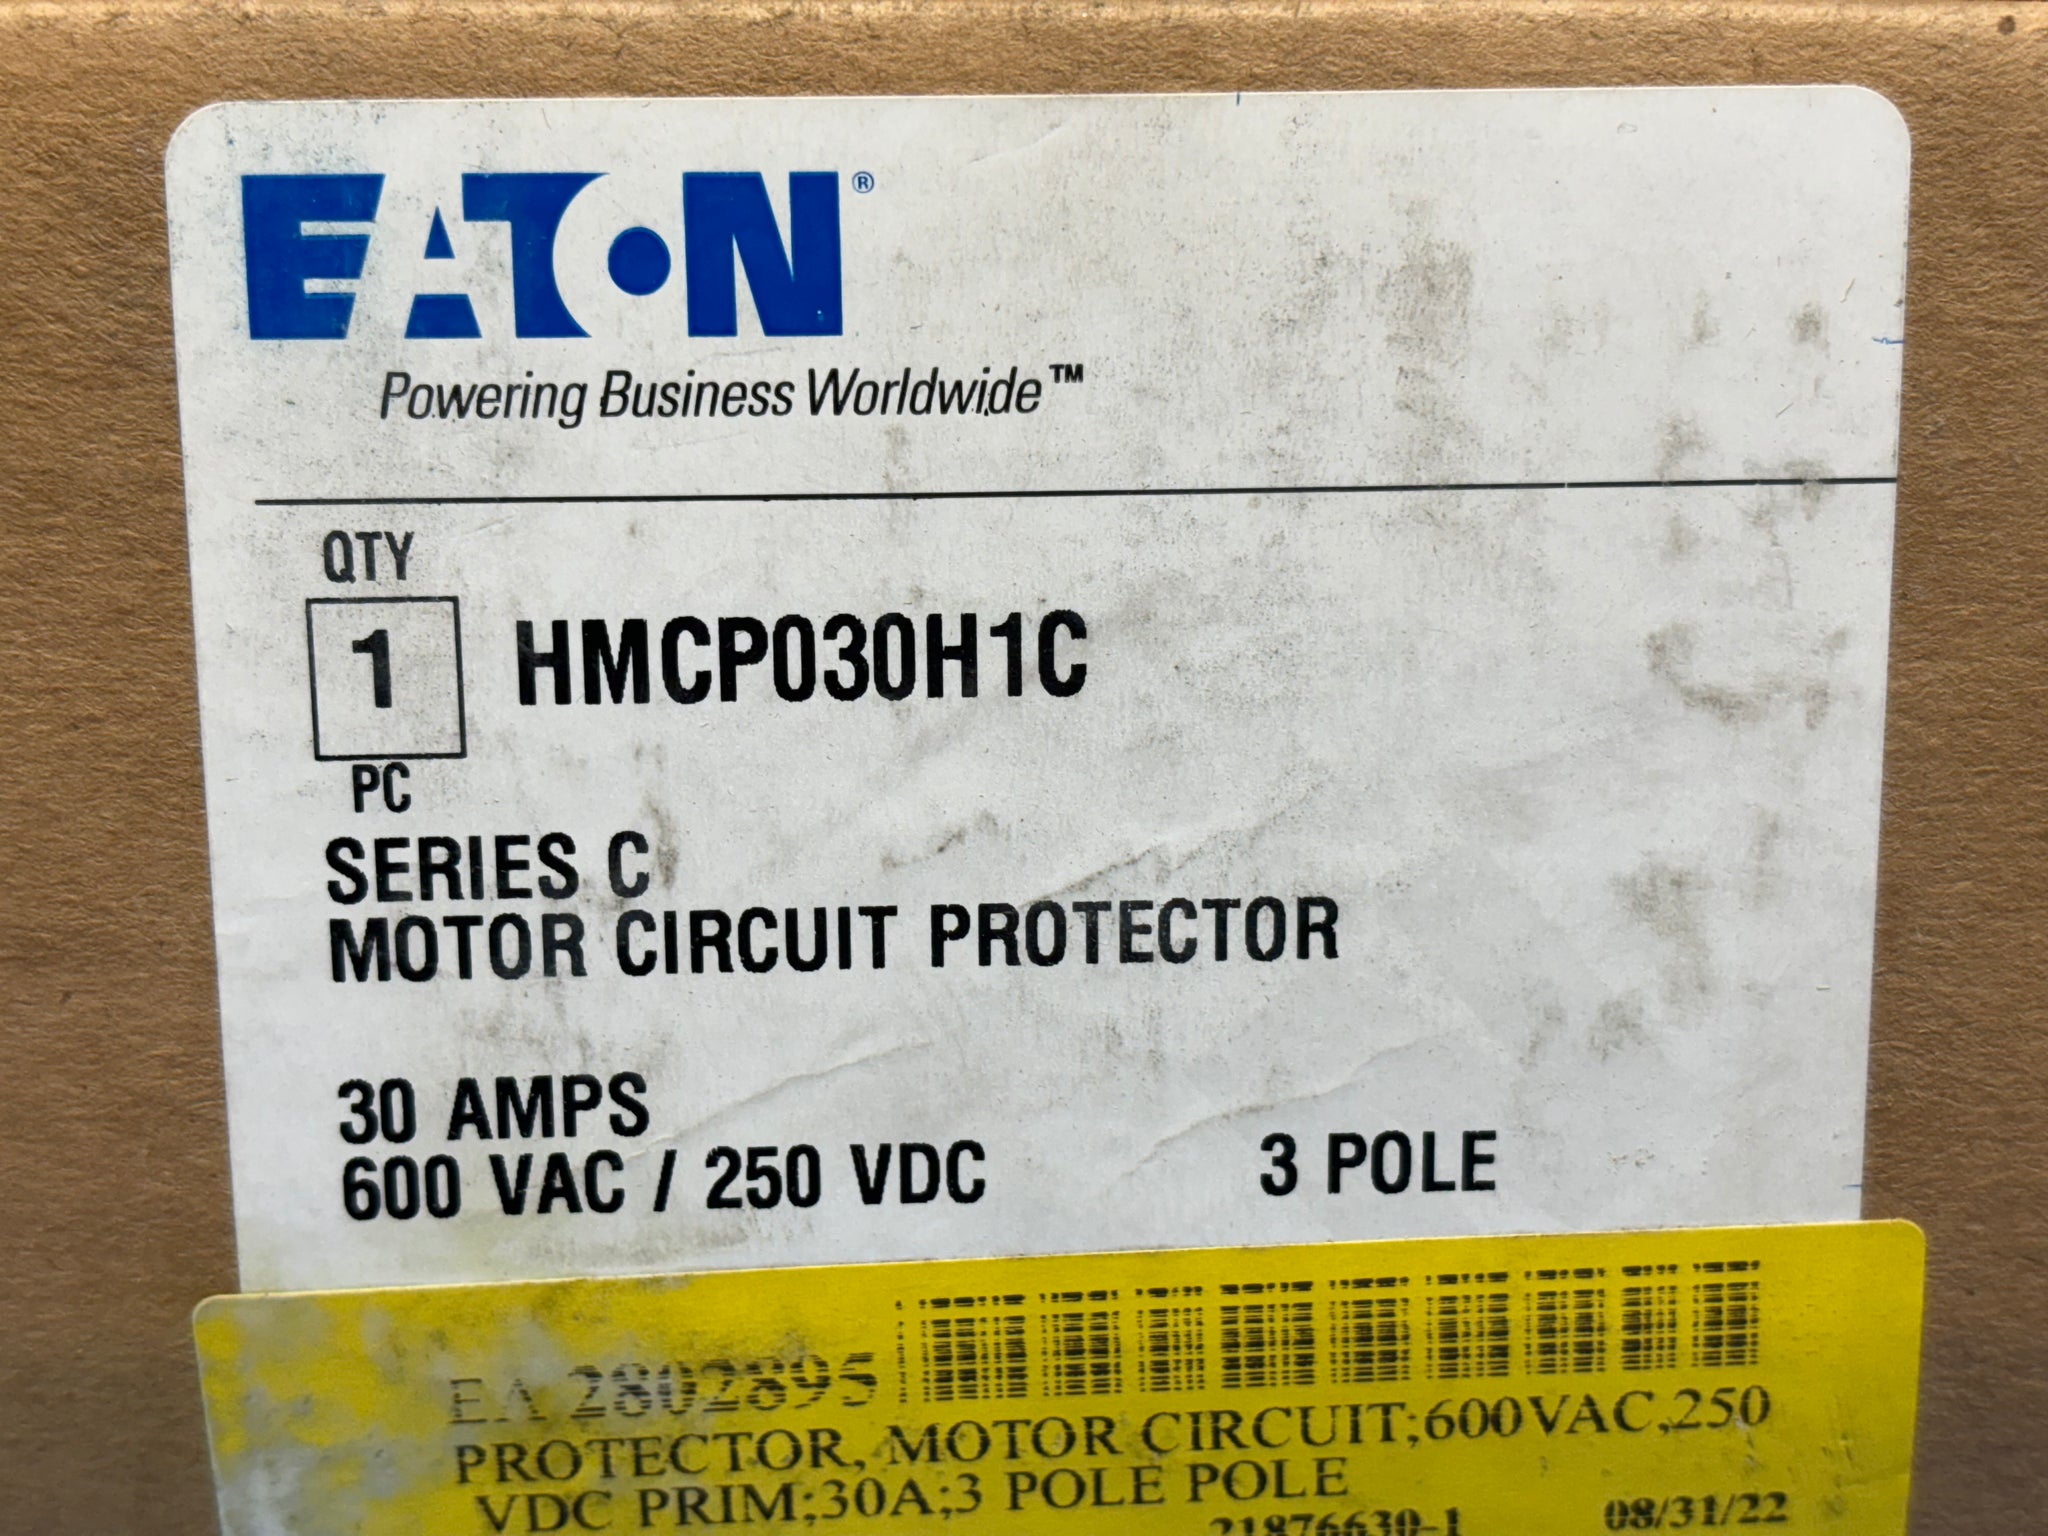 EATON®
Powering Business Worldwide™
QTY
1 HMCP030H1C
PC
SERIES C
MOTOR CIRCUIT PROTECTOR
30 AMPS
600 VAC / 250 VDC 3 POLE
EA 2802895
PROTECTOR, MOTOR CIRCUIT;600VAC,250
VDC PRIM;30A;3 POLE POLE
21876630-1 08/31/22